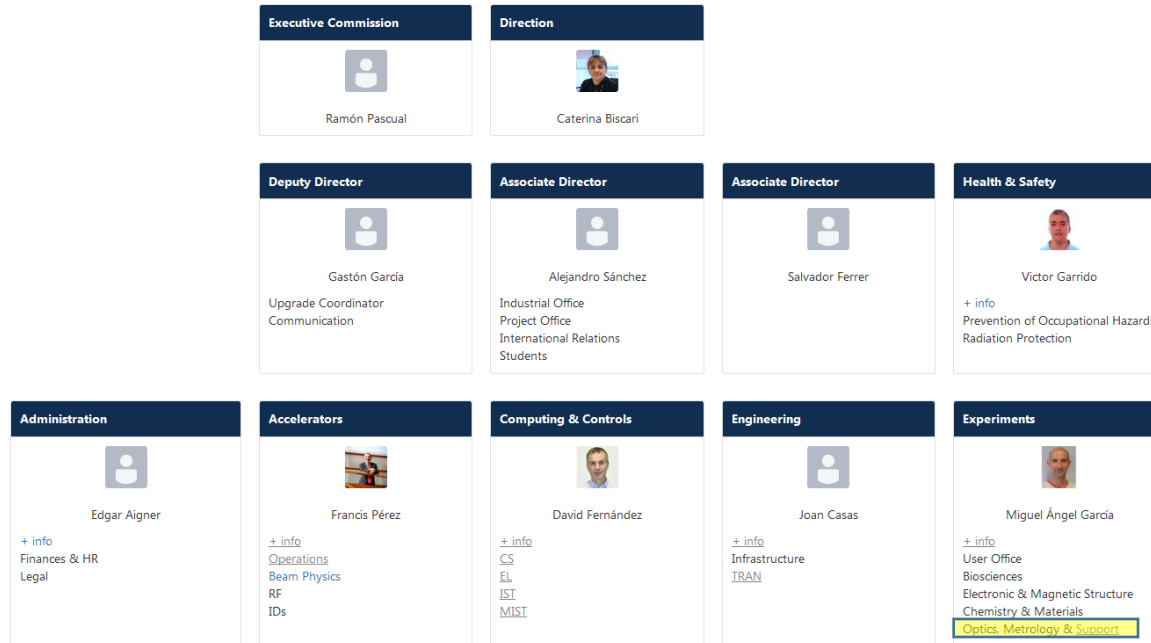 Executive Commission
Direction
Ramón Pascual
Caterina Biscari
Deputy Director
Associate Director
Associate Director
Health & Safety
Gastón García
Alejandro Sánchez
Salvador Ferrer
Victor Garrido
Upgrade Coordinator
Communication
Industrial Office
Project Office
International Relations
Students
+ info
Prevention of Occupational Hazards
Radiation Protection
Administration
Accelerators
Computing & Controls
Engineering
Experiments
Edgar Aigner
Francis Pérez
David Fernández
Joan Casas
Miguel Ángel García
+ info
Finances & HR
Legal
+ info
Operations
Beam Physics
RF
IDs
+ info
CS
EL
IST
MIST
+ info
Infrastructure
TRAN
+ info
User Office
Biosciences
Electronic & Magnetic Structure
Chemistry & Materials
Optics, Metrology & Support